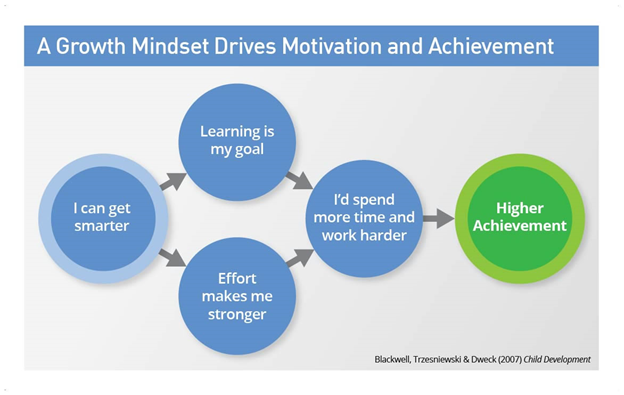 A Growth Mindset Drives Motivation and Achievement
I can get
smarter
Learning is
my goal
Effort
makes me
stronger
I'd spend
more time and
work harder
Higher
Achievement
Blackwell, Trzesniewski & Dweck (2007) Child Development